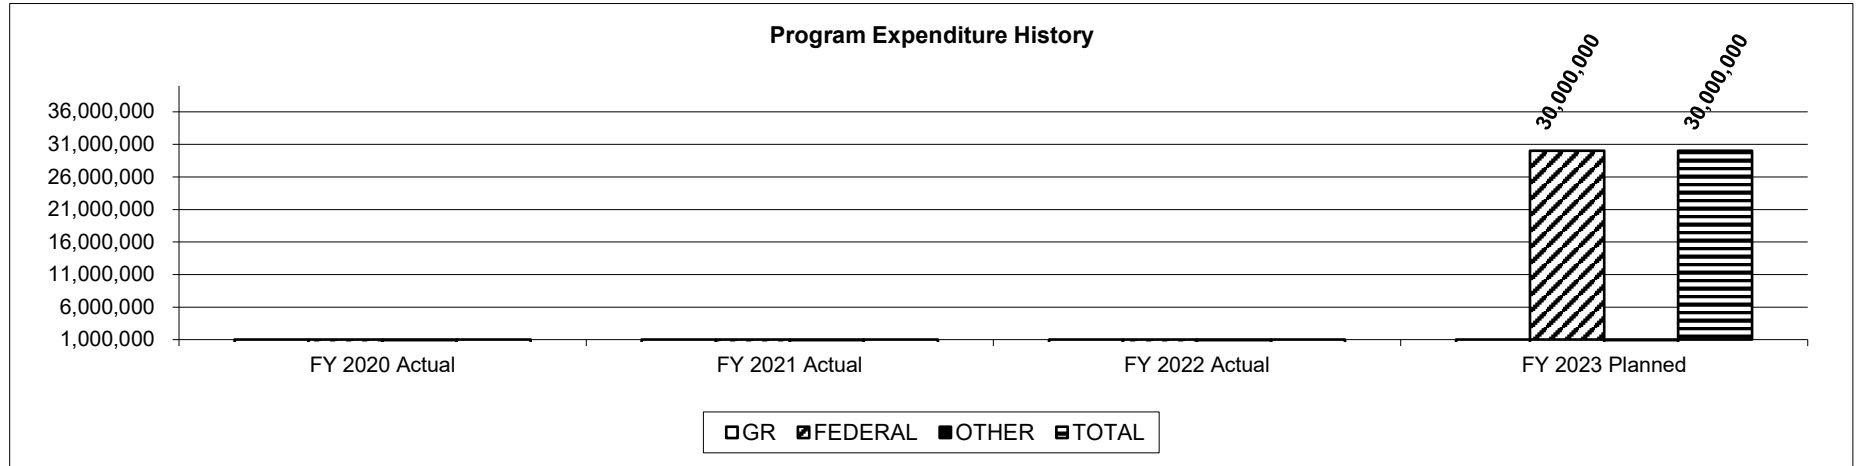 Program Expenditure History
30,000,000
30,000,000
36,000,000
31,000,000
26,000,000
21,000,000
16,000,000
11,000,000
6,000,000
1,000,000
FY 2020 Actual
FY 2021 Actual
FY 2022 Actual
FY 2023 Planned
GR FEDERAL OTHER TOTAL